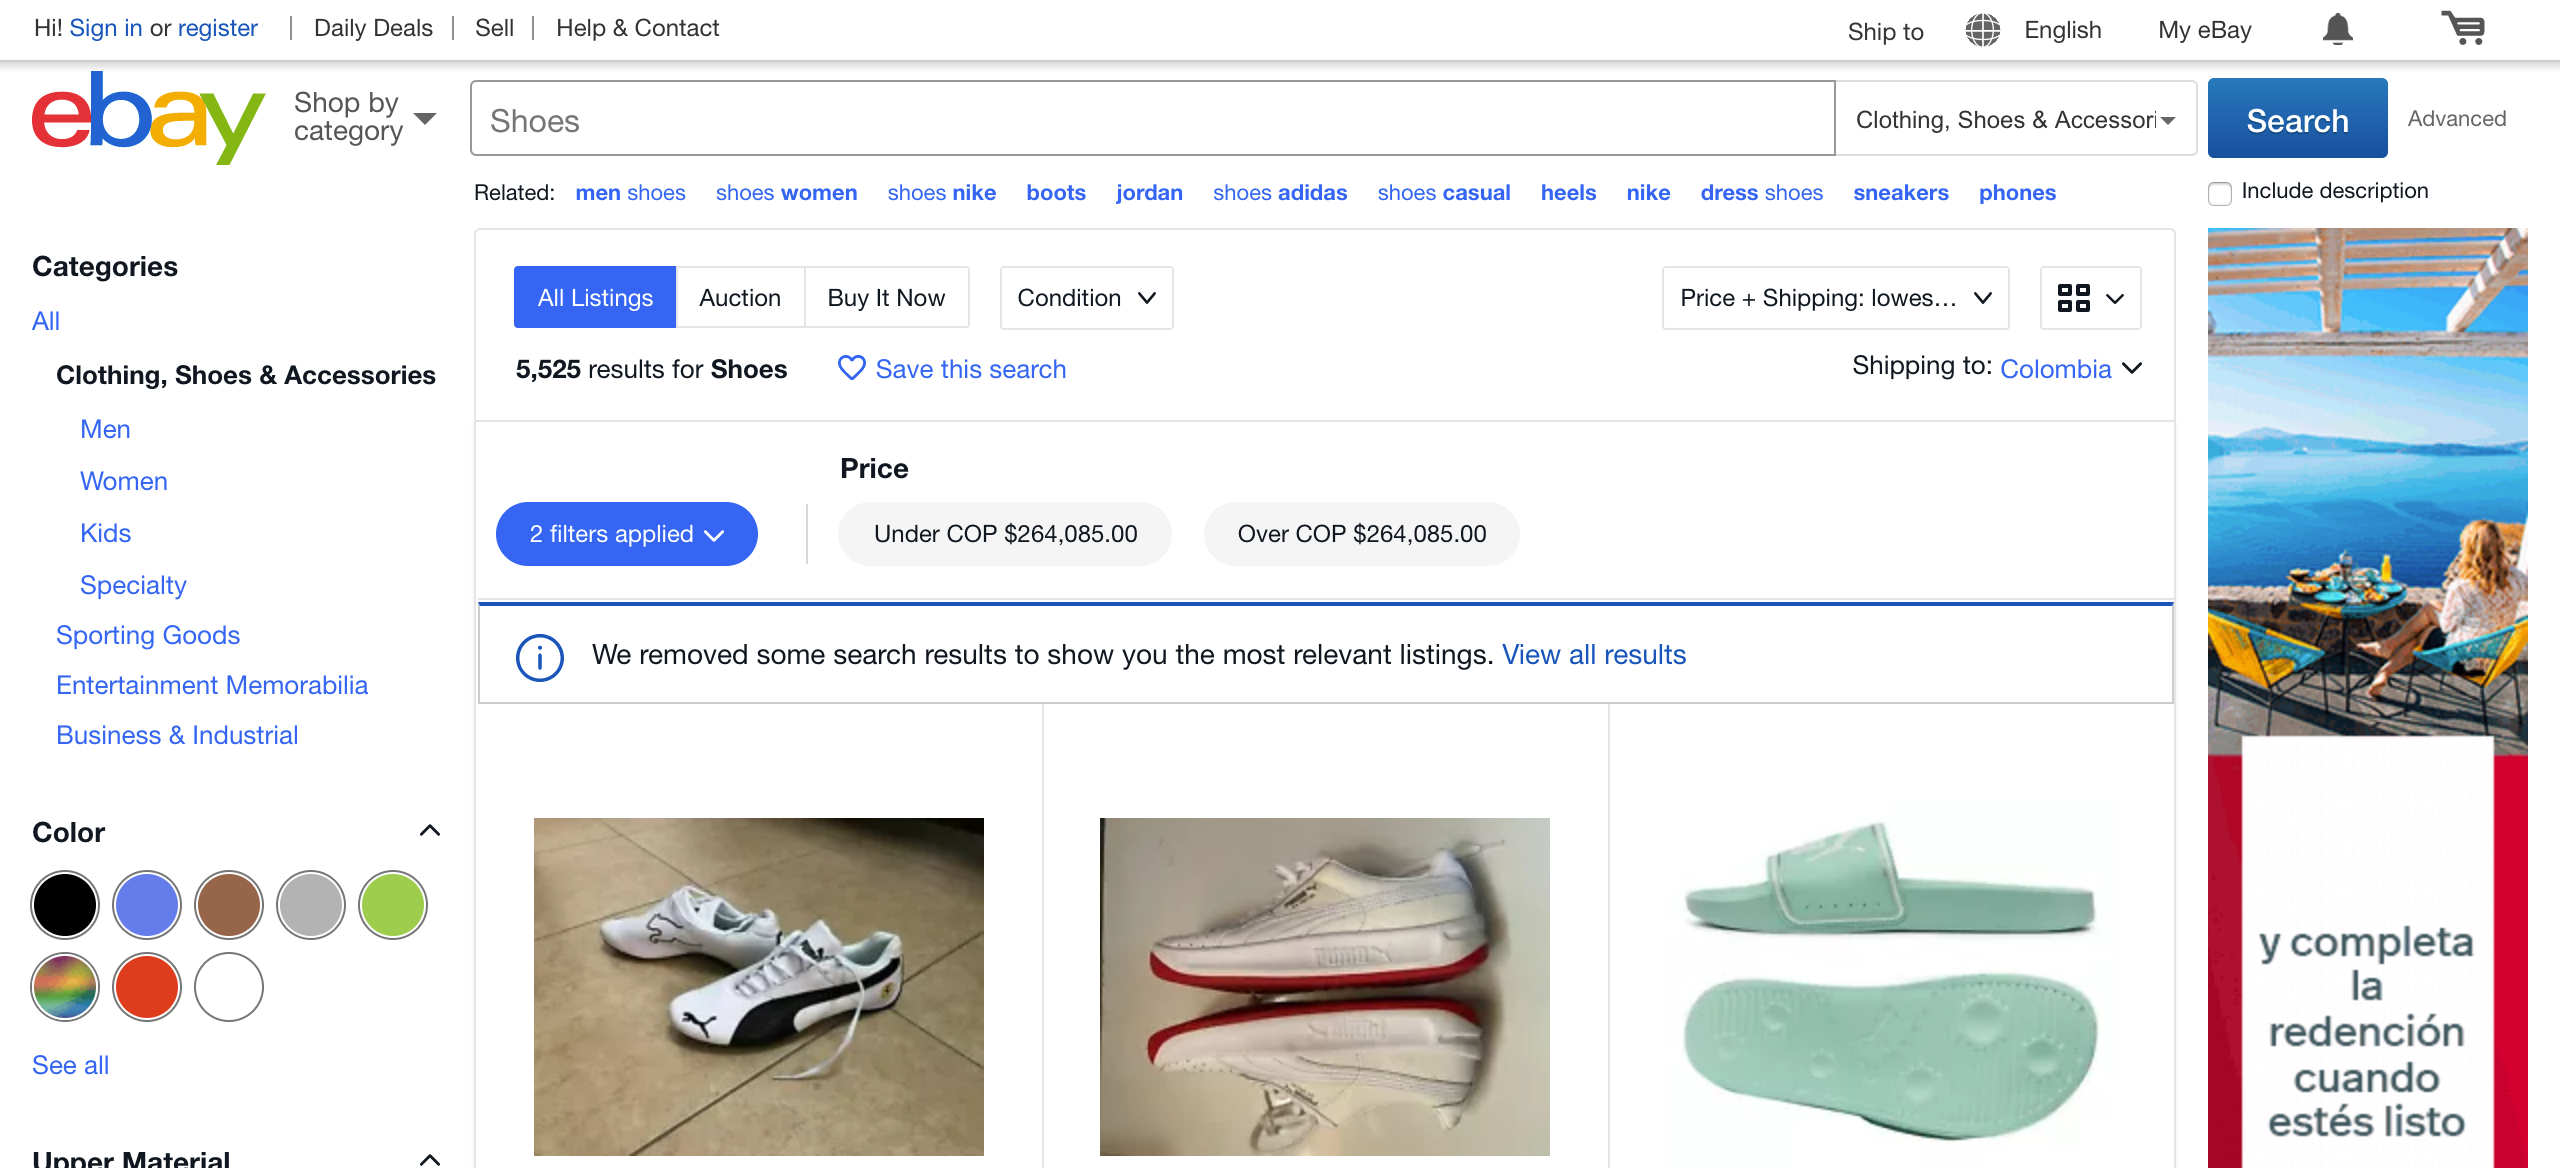 Hi! Sign in or register
Daily Deals
Sell
Help & Contact
Ship to
English
My eBay
ebay
Shop by
category
Shoes
Clothing, Shoes & Accessori
Search
Advanced
Related: men shoes shoes women shoes nike boots jordan shoes adidas shoes casual heels nike dress shoes sneakers phones
Include description
Categories
All
Clothing, Shoes & Accessories
Men
Women
Kids
Specialty
Sporting Goods
Entertainment Memorabilia
Business & Industrial
Color
See all
Upper Material
All Listings
Auction
Buy It Now
Condition
Price + Shipping: lowes...
5,525 results for Shoes
Save this search
Shipping to: Colombia
Price
2 filters applied
Under COP $264,085.00
Over COP $264,085.00
We removed some search results to show you the most relevant listings. View all results
y completa
la
redención
cuando
estés listo